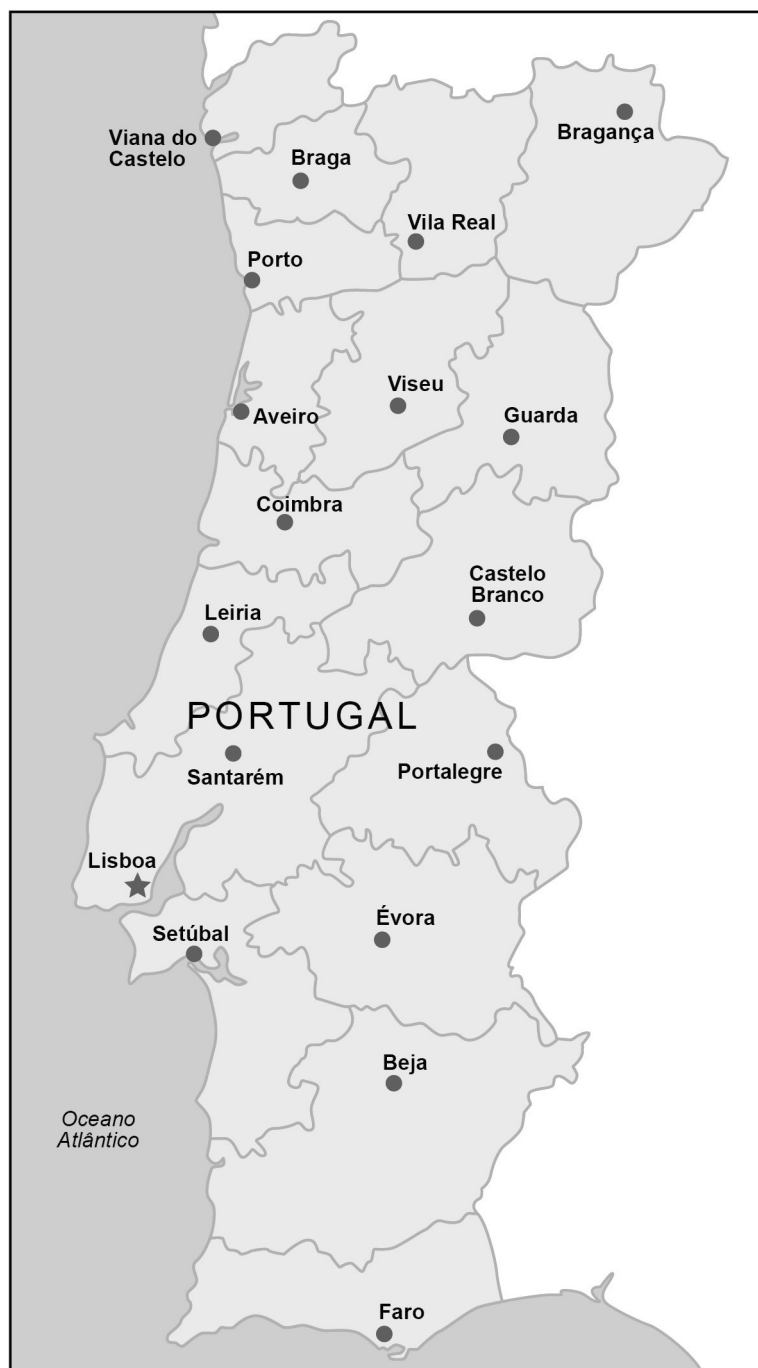 Viana do
Castelo
Braga
Bragança
Vila Real
Porto
Viseu
Aveiro
Guarda
Coimbra
Castelo
Branco
Leiria
PORTUGAL
Santarém
Portalegre
Lisboa
Setúbal
Évora
Beja
Oceano
Atlântico
Faro